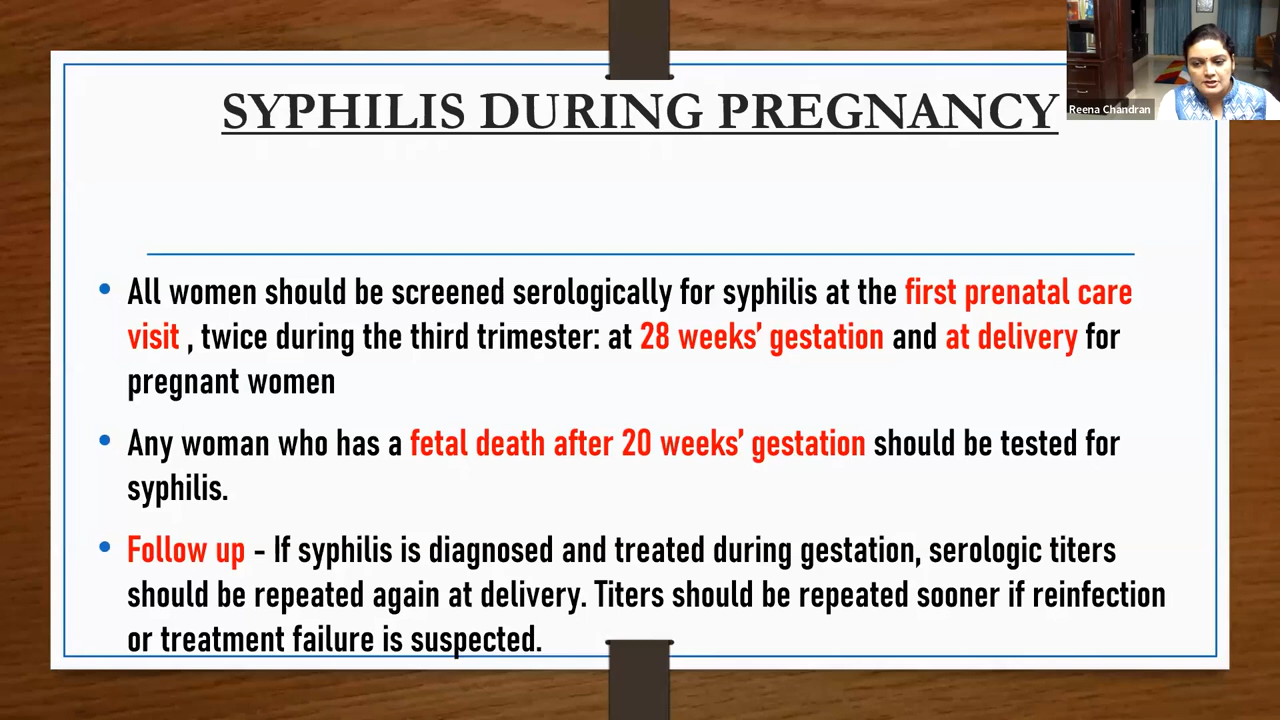 SYPHILIS DURING PREGNANCY
Reena Chandran
• All women should be screened serologically for syphilis at the first prenatal care
visit , twice during the third trimester: at 28 weeks’ gestation and at delivery for
pregnant women
• Any woman who has a fetal death after 20 weeks’ gestation should be tested for
syphilis.
• Follow up - If syphilis is diagnosed and treated during gestation, serologic titers
should be repeated again at delivery. Titers should be repeated sooner if reinfection
or treatment failure is suspected.